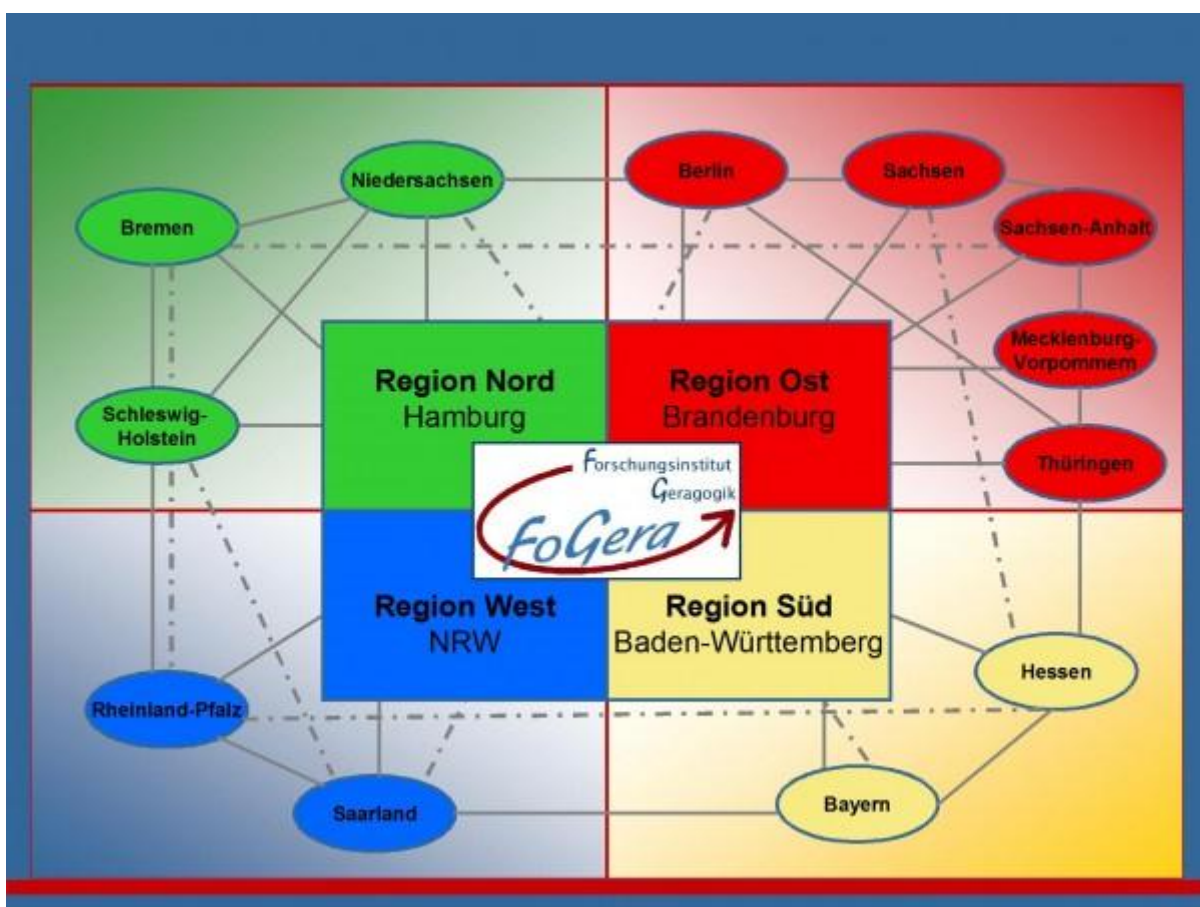 Niedersachsen
Bremen
Schleswig-
Holstein
Region Nord
Hamburg
Berlin
Sachsen
Sachsen-Anhalt
Mecklenburg-
Vorpommern
Thüringen
Region Ost
Brandenburg
Forschungsinstitut
Geragogik
FoGera
Region West
NRW
Rheinland-Pfalz
Saarland
Region Süd
Baden-Württemberg
Hessen
Bayern